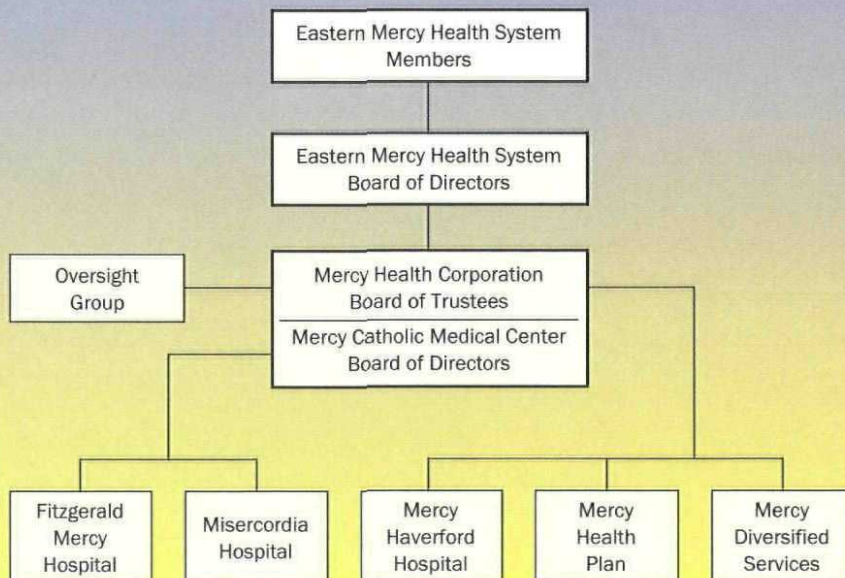 Eastern Mercy Health System
Members
Eastern Mercy Health System
Board of Directors
Oversight
Group
Mercy Health Corporation
Board of Trustees
Mercy Catholic Medical Center
Board of Directors
Fitzgerald
Mercy
Hospital
Misercordia
Hospital
Mercy
Haverford
Hospital
Mercy
Health
Plan
Mercy
Diversified
Services